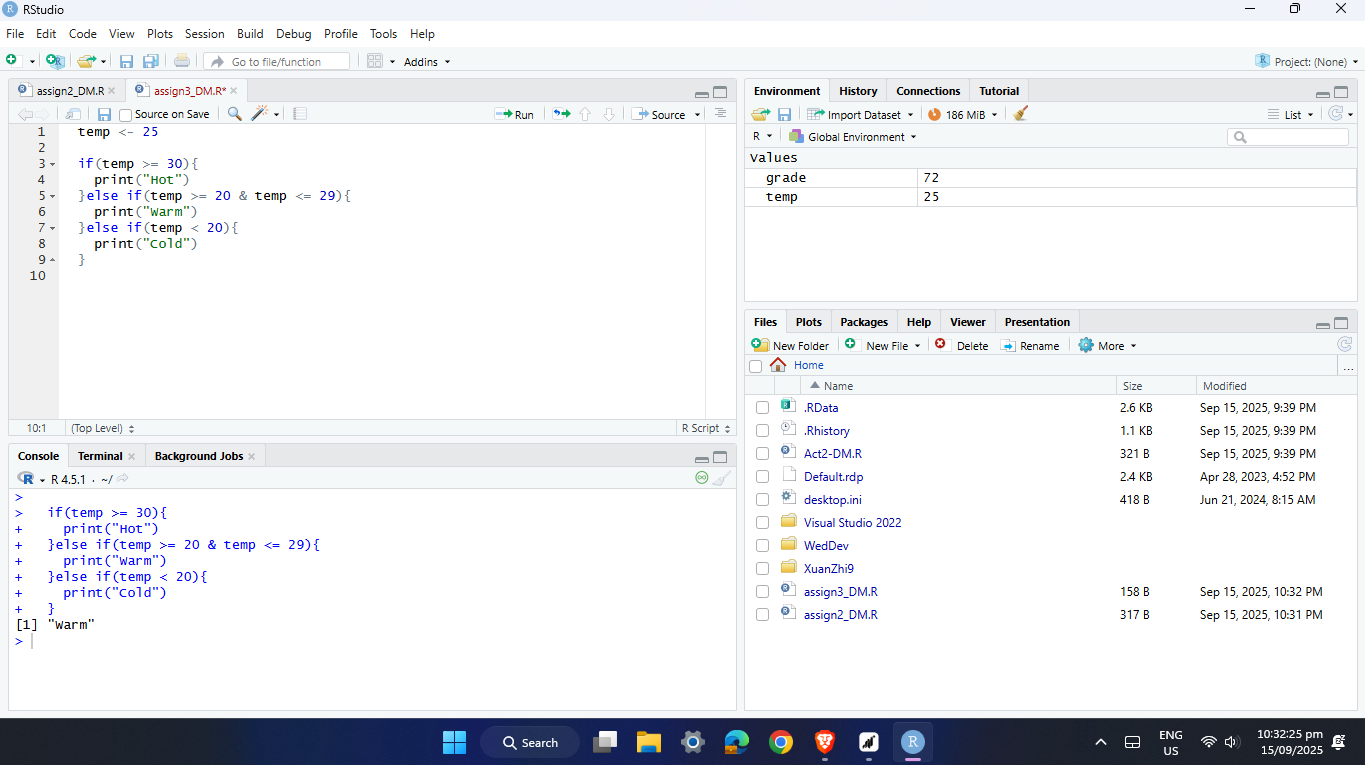 RStudio
File Edit Code View Plots Session Build Debug Profile Tools Help
Go to file/function Addins Project: (None)
assign2_DM.R assign3_DM.R*
Source on Save Run Source
1 temp <- 25
2
3 if(temp >= 30){
4 print("Hot")
5 }else if(temp >= 20 & temp <= 29){
6 print("Warm")
7 }else if(temp < 20){
8 print("Cold")
9 }
10
10:1 (Top Level) R Script
Console Terminal Background Jobs
R 4.5.1 · ~/
>
> if(temp >= 30){
+ print("Hot")
+ }else if(temp >= 20 & temp <= 29){
+ print("Warm")
+ }else if(temp < 20){
+ print("Cold")
+ }
[1] "Warm"
>
Environment History Connections Tutorial
Import Dataset 186 MiB List
R Global Environment
Values
grade 72
temp 25
Files Plots Packages Help Viewer Presentation
New Folder New File Delete Rename More
Home ...
Name Size Modified
.RData 2.6 KB Sep 15, 2025, 9:39 PM
.Rhistory 1.1 KB Sep 15, 2025, 9:39 PM
Act2-DM.R 321 B Sep 15, 2025, 9:39 PM
Default.rdp 2.4 KB Apr 28, 2023, 4:52 PM
desktop.ini 418 B Jun 21, 2024, 8:15 AM
Visual Studio 2022
WedDev
XuanZhi9
assign3_DM.R 158 B Sep 15, 2025, 10:32 PM
assign2_DM.R 317 B Sep 15, 2025, 10:31 PM
Search
ENG
US
10:32:25 pm
15/09/2025